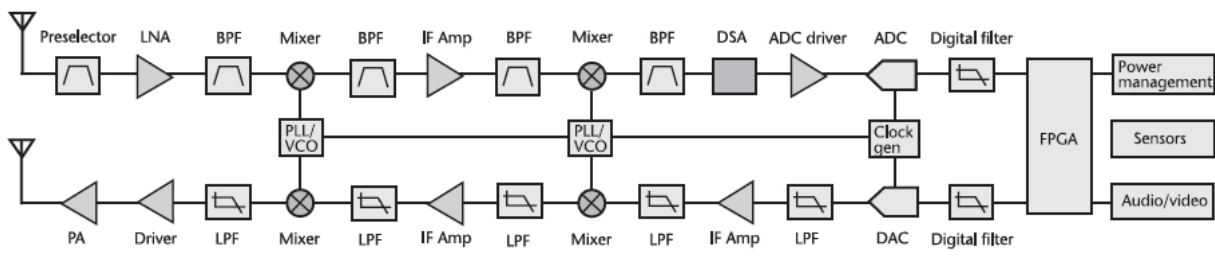 Preselector LNA BPF Mixer BPF IF Amp BPF Mixer BPF DSA ADC driver ADC Digital filter
Power
management
PLL/
VCO
PLL/
VCO
Clock
gen
FPGA
Sensors
Audio/video
PA Driver LPF Mixer LPF IF Amp LPF Mixer LPF IF Amp LPF DAC Digital filter